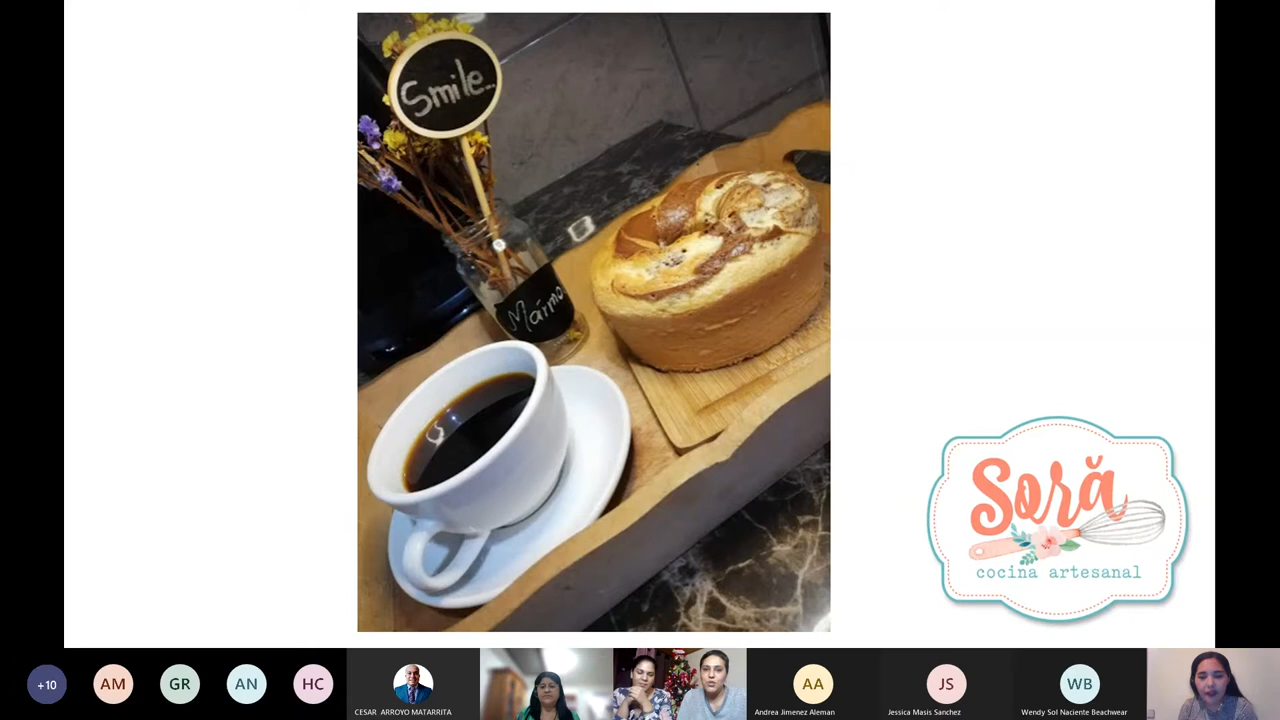 Smile...
Mármo
Soră
cocina artesanal
+10
AM
GR
AN
HC
CESAR ARROYO MATARRITA
AA
Andrea Jimenez Aleman
JS
Jessica Masis Sanchez
WB
Wendy Sol Naciente Beachwear